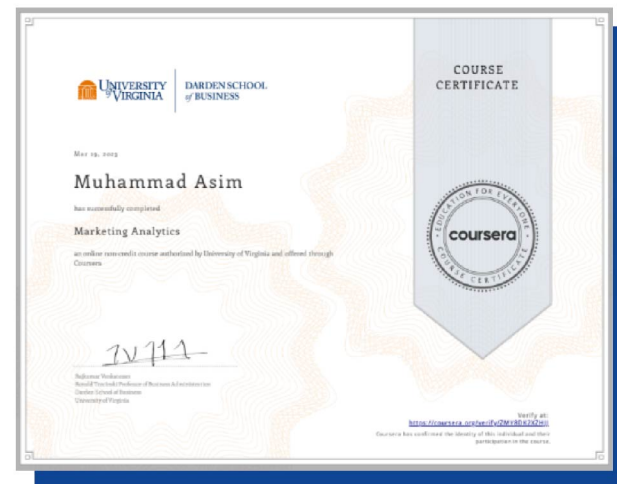 UNIVERSITY
of VIRGINIA
DARDEN SCHOOL
of BUSINESS
COURSE
CERTIFICATE
Muhammad Asim
has successfully completed
Marketing Analytics
an online non-credit course authorized by University of Virginia and offered through
Coursera
EDUCATION FOR EVERYONE
coursera
COURSE CERTIFICATE
Rajkumar Venkatesan
Darden School of Business
University of Virginia
Verify at:
Coursera has confirmed the identity of this individual and their
participation in the course.